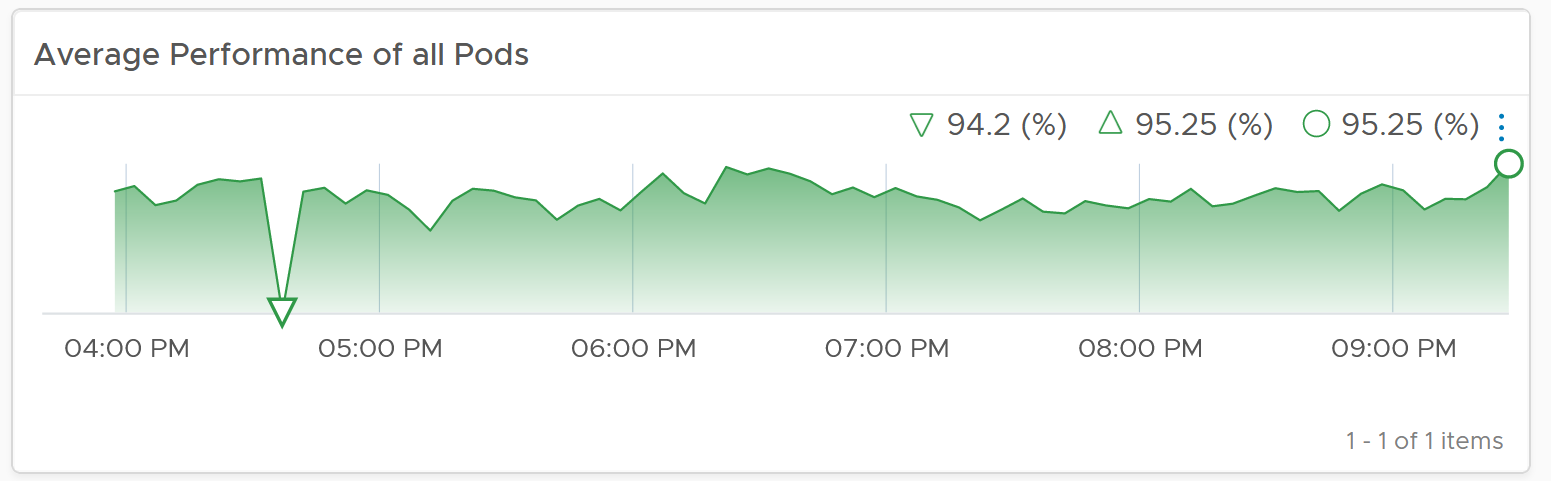 Average Performance of all Pods
94.2 (%) 95.25 (%) 95.25 (%)
04:00 PM 05:00 PM 06:00 PM 07:00 PM 08:00 PM 09:00 PM
1 - 1 of 1 items